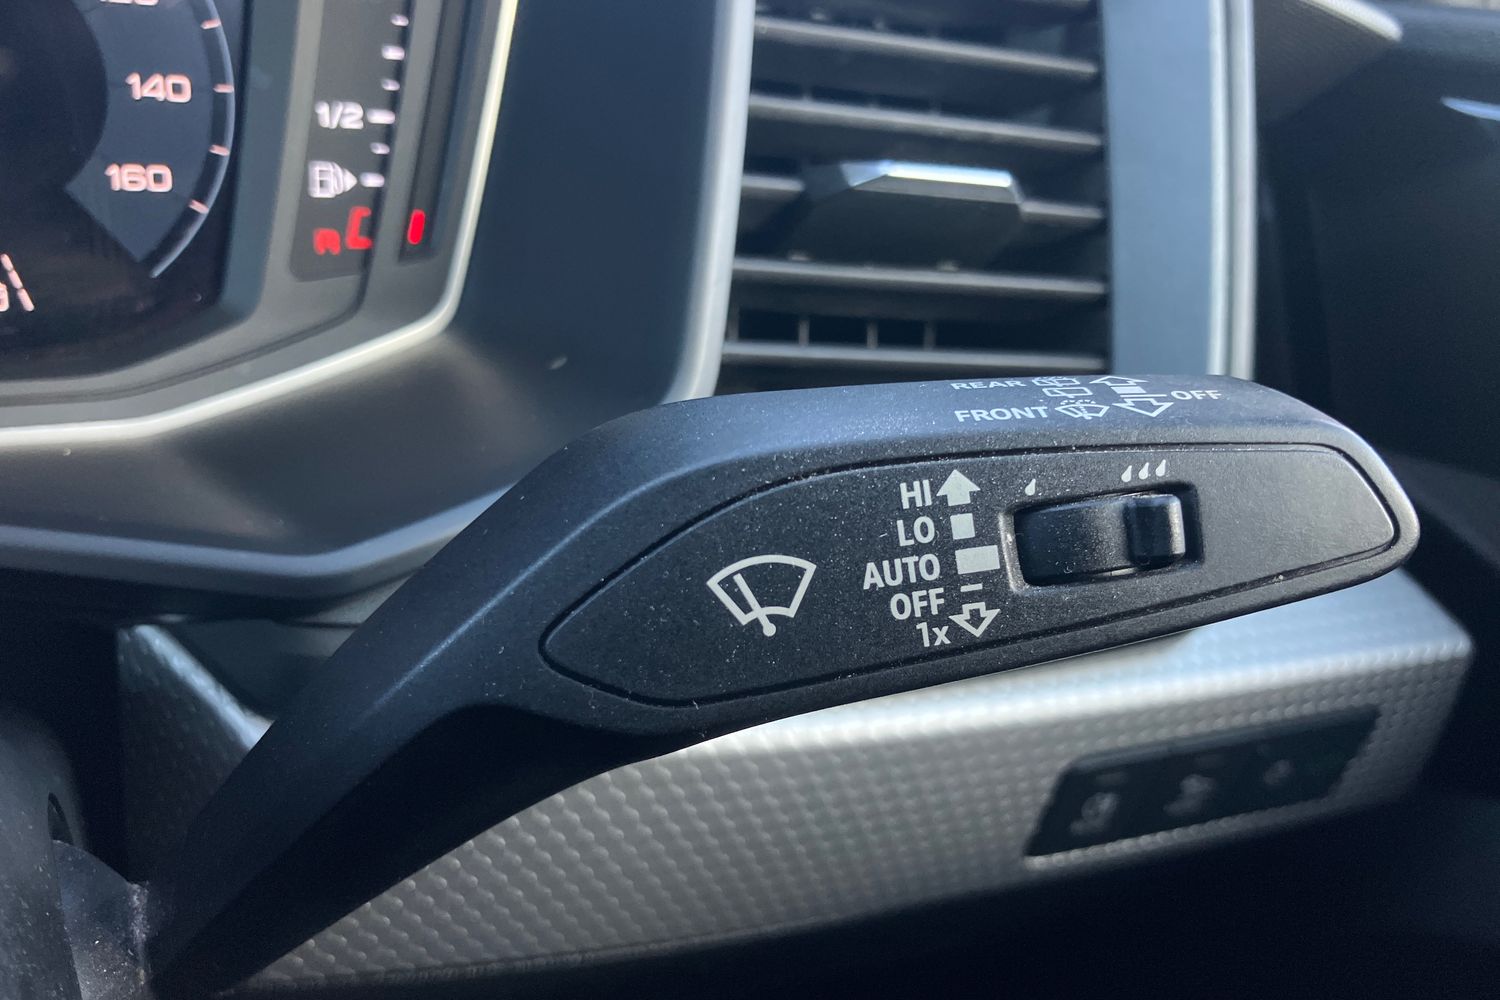 140
1/2
160
REAR
OFF
FRONT
HI
LO
AUTO
OFF
1x